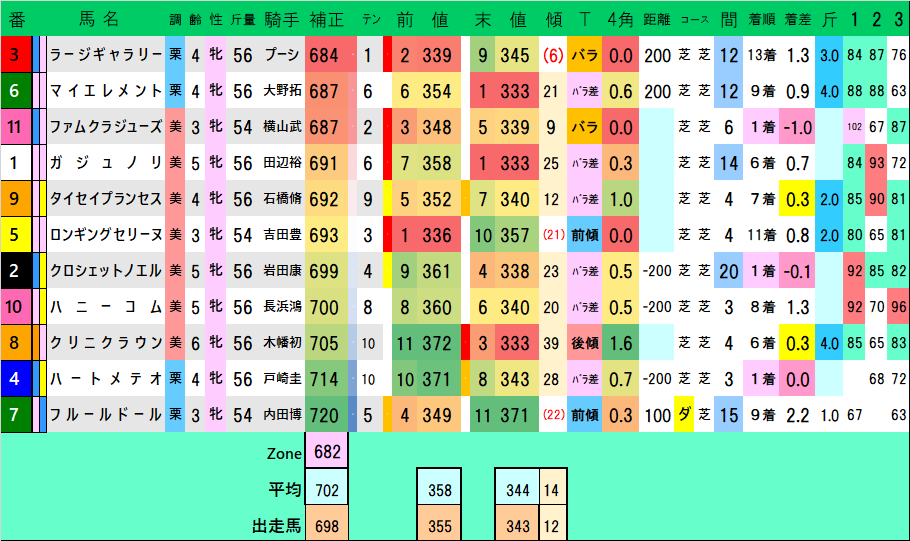 番 馬名 調 齢 性 斤量 騎手 補正 テン 前 値 末 値 傾 T 4角 距離 コース 間 着順 着差 斤 1 2 3
3 ラージギャラリー 栗 4 牝 56 プーシ 684 1 2 339 9 345 (6) バラ 0.0 200 芝 芝 12 13着 1.3 3.0 84 87 76
6 マイエレメント 栗 4 牝 56 大野拓 687 6 6 354 1 333 21 バラ差 0.6 200 芝 芝 12 9着 0.9 4.0 88 88 63
11 ファムクラジューズ 美 3 牝 54 横山武 687 2 3 348 5 339 9 バラ 0.0 芝 芝 6 1着 -1.0 102 67 87
1 ガジュノリ 美 5 牝 56 田辺裕 691 6 7 358 1 333 25 バラ差 0.3 芝 芝 14 6着 0.7 84 93 72
9 タイセイプランセス 美 4 牝 56 石橋脩 692 9 5 352 7 340 12 バラ差 1.0 芝 芝 4 7着 0.3 2.0 85 90 81
5 ロンギングセリーヌ 美 3 牝 54 吉田豊 693 3 1 336 10 357 (21) 前傾 0.0 芝 芝 4 11着 0.8 2.0 80 65 81
2 クロシェットノエル 美 5 牝 56 岩田康 699 4 9 361 4 338 23 バラ差 0.5 -200 芝 芝 20 1着 -0.1 92 85 82
10 ハニーコム 美 5 牝 56 長浜鴻 700 8 8 360 6 340 20 バラ差 0.5 -200 芝 芝 3 8着 1.3 92 70 96
8 クリニクラウン 美 6 牝 56 木幡初 705 10 11 372 3 333 39 後傾 1.6 芝 芝 4 6着 0.3 4.0 85 65 83
4 ハートメテオ 栗 4 牝 56 戸崎圭 714 10 10 371 8 343 28 バラ差 0.7 -200 芝 芝 3 1着 0.0 68 72
7 フルールドール 栗 3 牝 54 内田博 720 5 4 349 11 371 (22) 前傾 0.3 100 ダ 芝 15 9着 2.2 1.0 67 63
Zone 682
平均 702 358 344 14
出走馬 698 355 343 12